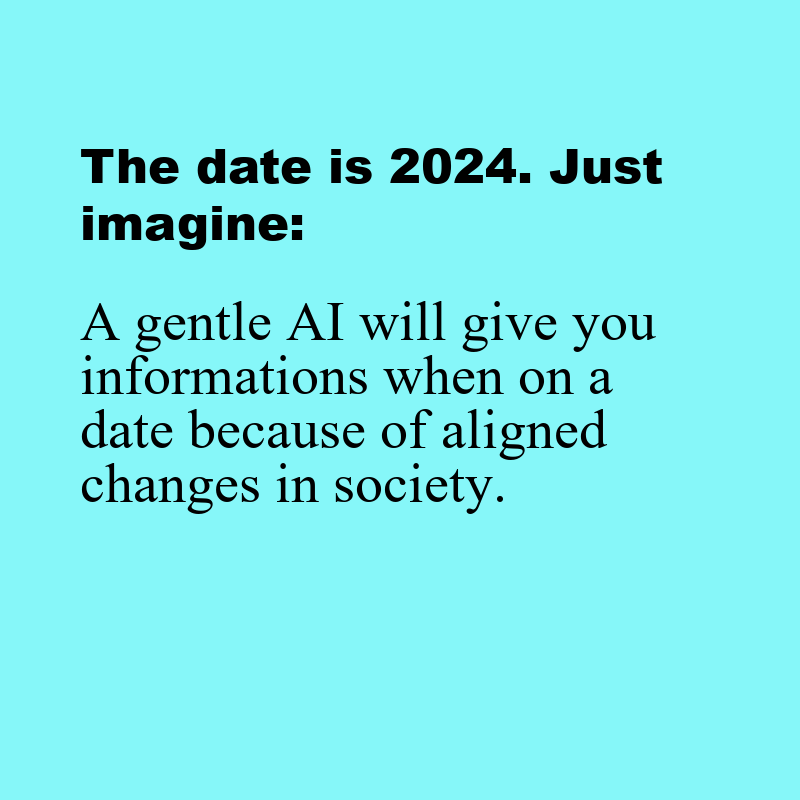 The date is 2024. Just
imagine:
A gentle AI will give you
informations when on a
date because of aligned
changes in society.